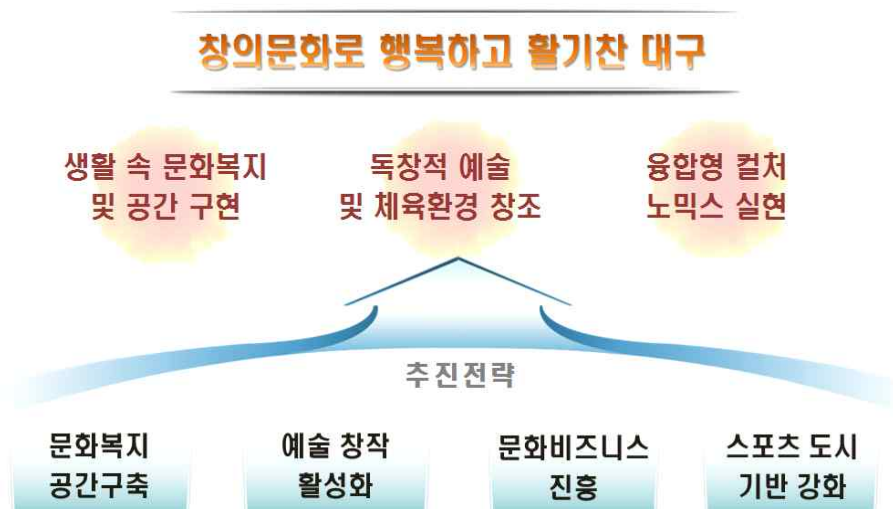 창의문화로 행복하고 활기찬 대구
생활 속 문화복지
및 공간 구현
독창적 예술
및 체육환경 창조
융합형 컬처
노믹스 실현
추진전략
문화복지
공간구축
예술 창작
활성화
문화비즈니스
진흥
스포츠 도시
기반 강화